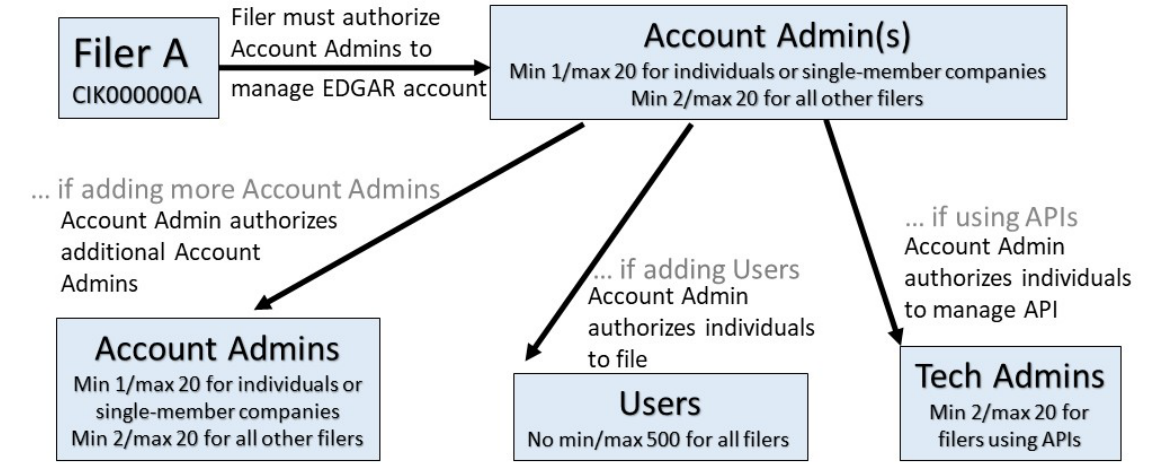 Filer A
CIK000000A
Filer must authorize
Account Admins to
manage EDGAR account
Account Admin(s)
Min 1/max 20 for individuals or single-member companies
Min 2/max 20 for all other filers
... if adding more Account Admins
Account Admin authorizes
additional Account
Admins
... if adding Users
Account Admin
authorizes individuals
to file
... if using APIs
Account Admin
authorizes individuals
to manage API
Account Admins
Min 1/max 20 for individuals or
single-member companies
Min 2/max 20 for all other filers
Users
No min/max 500 for all filers
Tech Admins
Min 2/max 20 for
filers using APIs